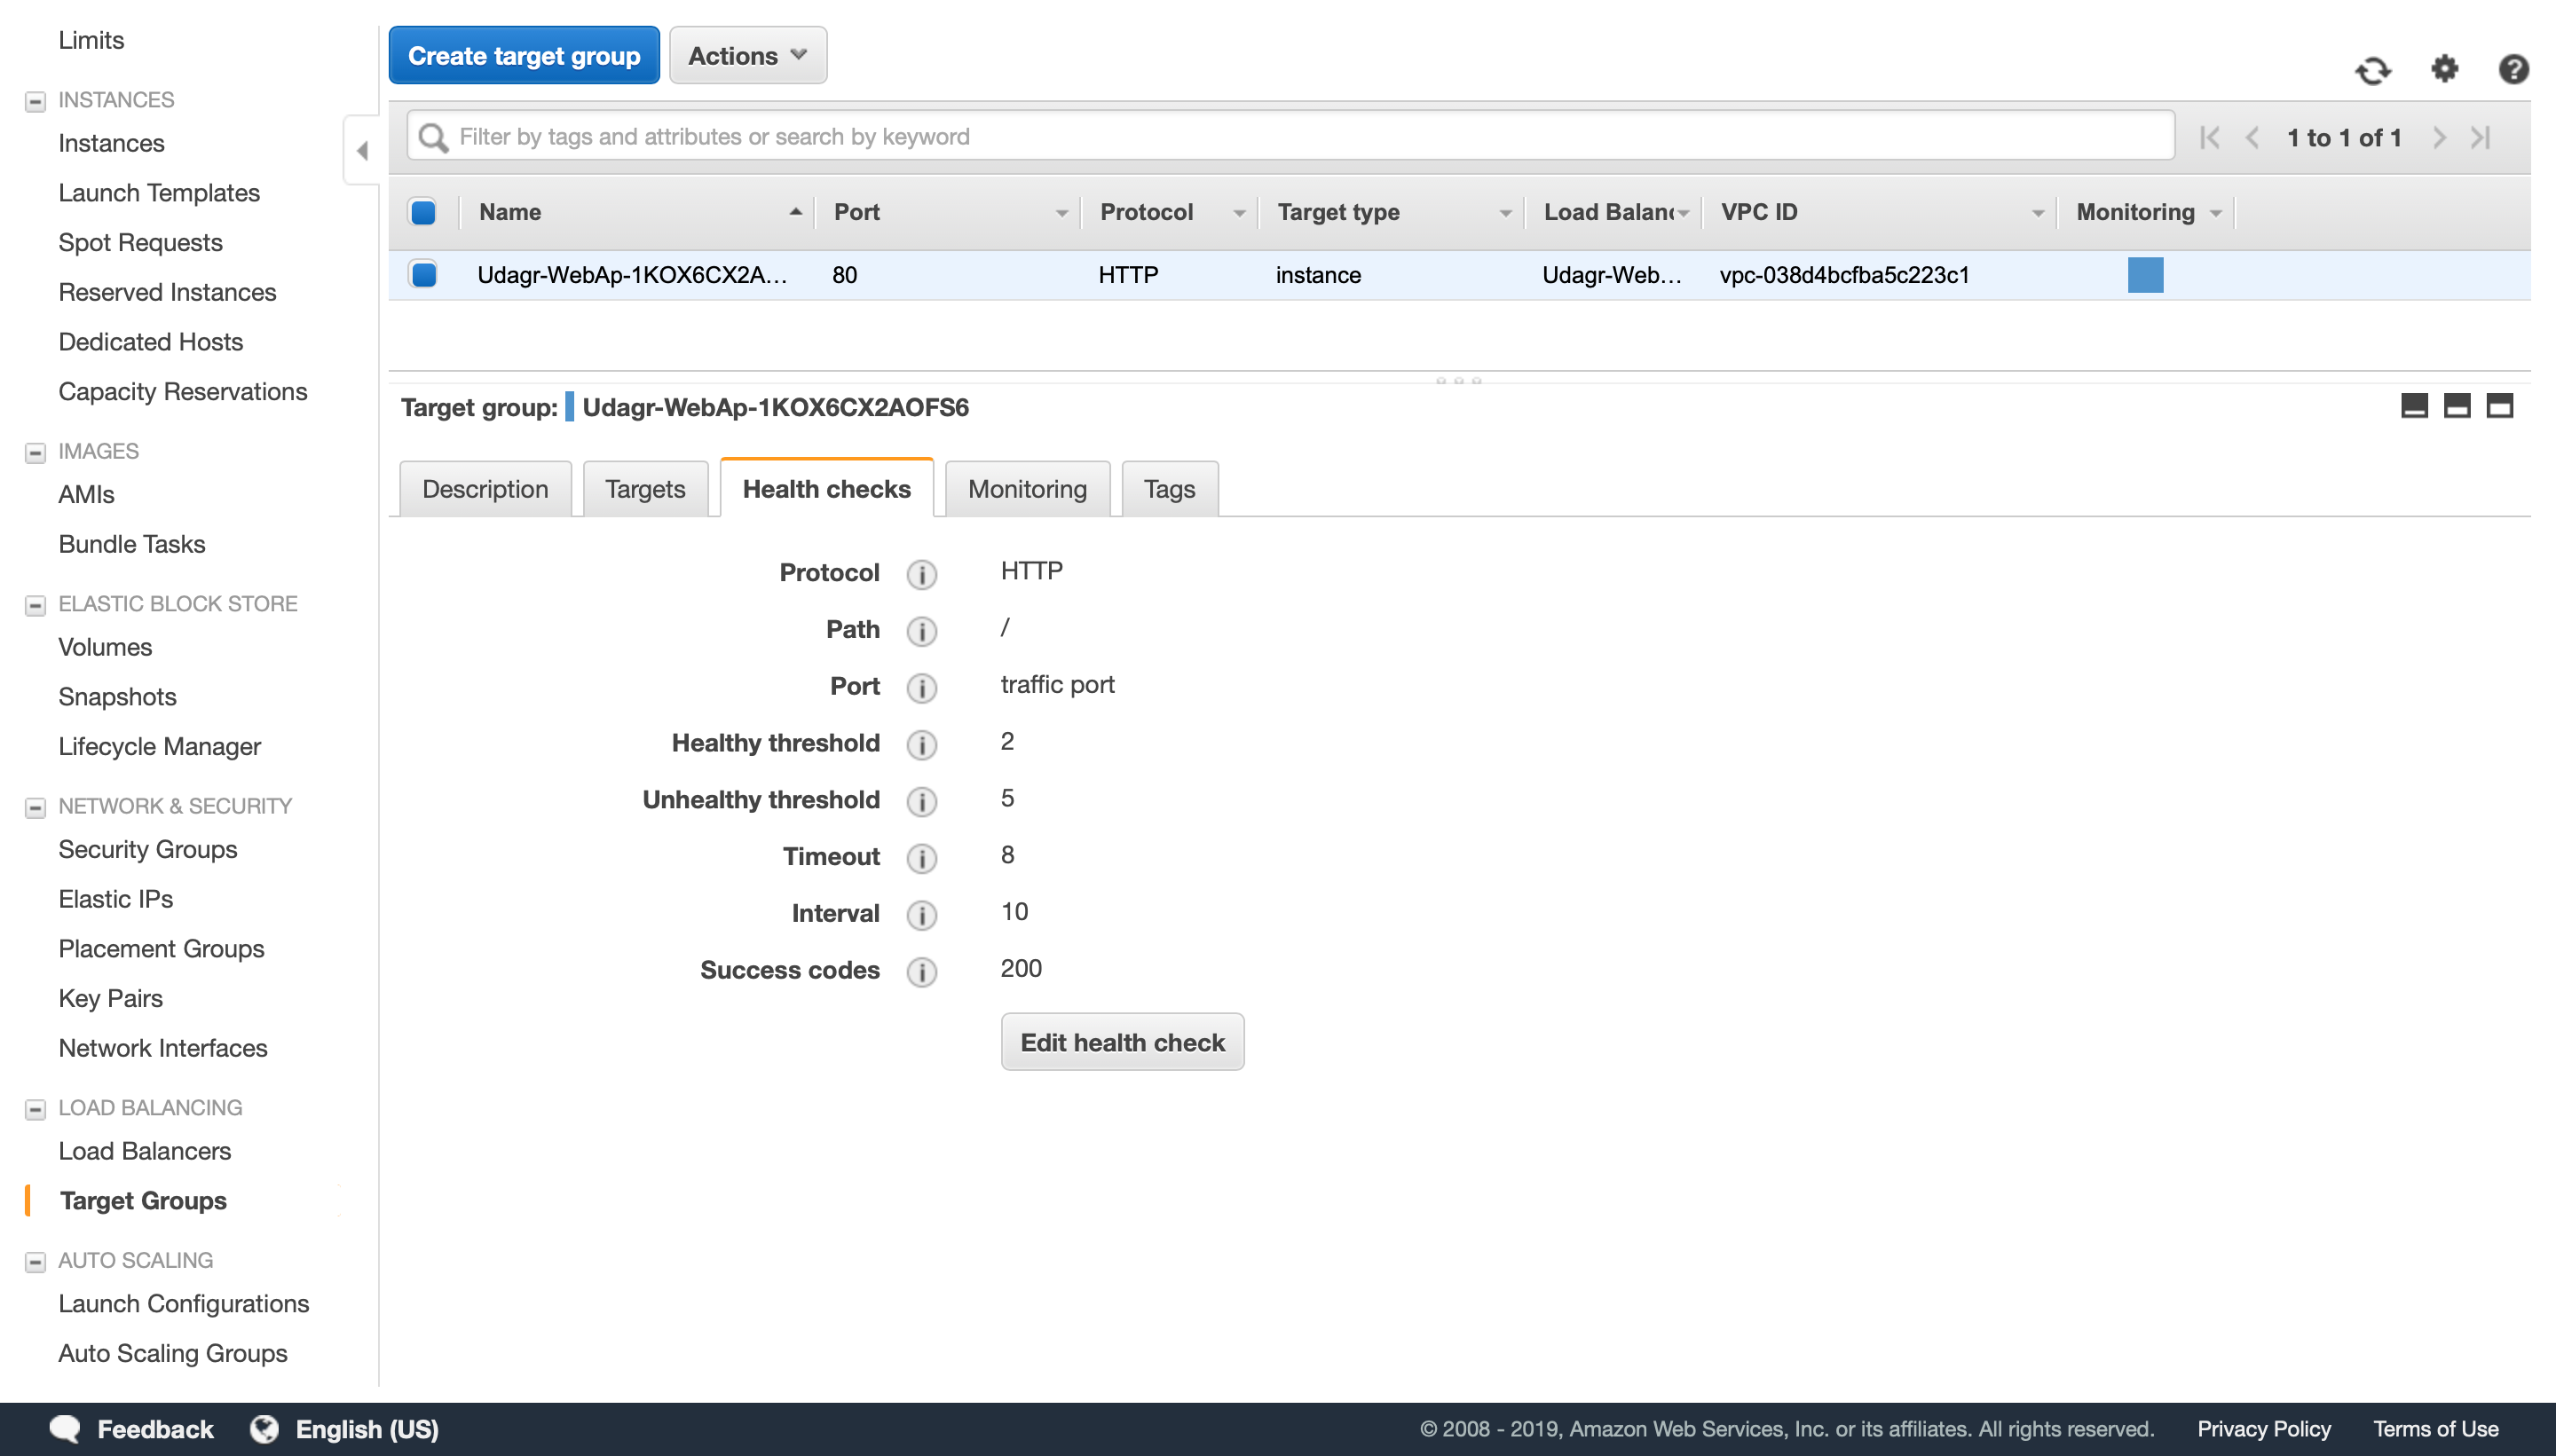 Limits
INSTANCES
Instances
Launch Templates
Spot Requests
Reserved Instances
Dedicated Hosts
Capacity Reservations
IMAGES
AMIs
Bundle Tasks
ELASTIC BLOCK STORE
Volumes
Snapshots
Lifecycle Manager
NETWORK & SECURITY
Security Groups
Elastic IPs
Placement Groups
Key Pairs
Network Interfaces
LOAD BALANCING
Load Balancers
Target Groups
AUTO SCALING
Launch Configurations
Auto Scaling Groups
Create target group Actions
Filter by tags and attributes or search by keyword 1 to 1 of 1
Name Port Protocol Target type Load Balanc VPC ID Monitoring
Udagr-WebAp-1KOX6CX2A... 80 HTTP instance Udagr-Web... vpc-038d4bcfba5c223c1
Target group: Udagr-WebAp-1KOX6CX2AOFS6
Description Targets Health checks Monitoring Tags
Protocol HTTP
Path /
Port traffic port
Healthy threshold 2
Unhealthy threshold 5
Timeout 8
Interval 10
Success codes 200
Edit health check
Feedback English (US) © 2008 - 2019, Amazon Web Services, Inc. or its affiliates. All rights reserved. Privacy Policy Terms of Use